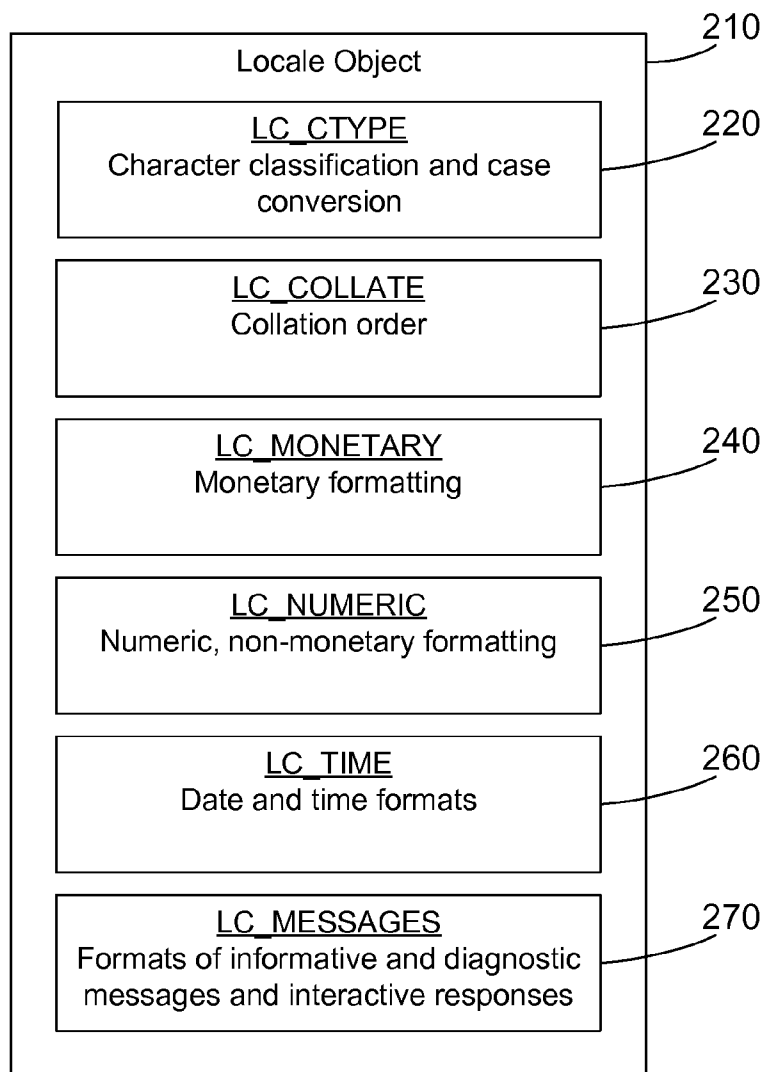 210
Locale Object
220
LC_CTYPE
Character classification and case
conversion
230
LC_COLLATE
Collation order
240
LC_MONETARY
Monetary formatting
250
LC_NUMERIC
Numeric, non-monetary formatting
260
LC_TIME
Date and time formats
270
LC_MESSAGES
Formats of informative and diagnostic
messages and interactive responses